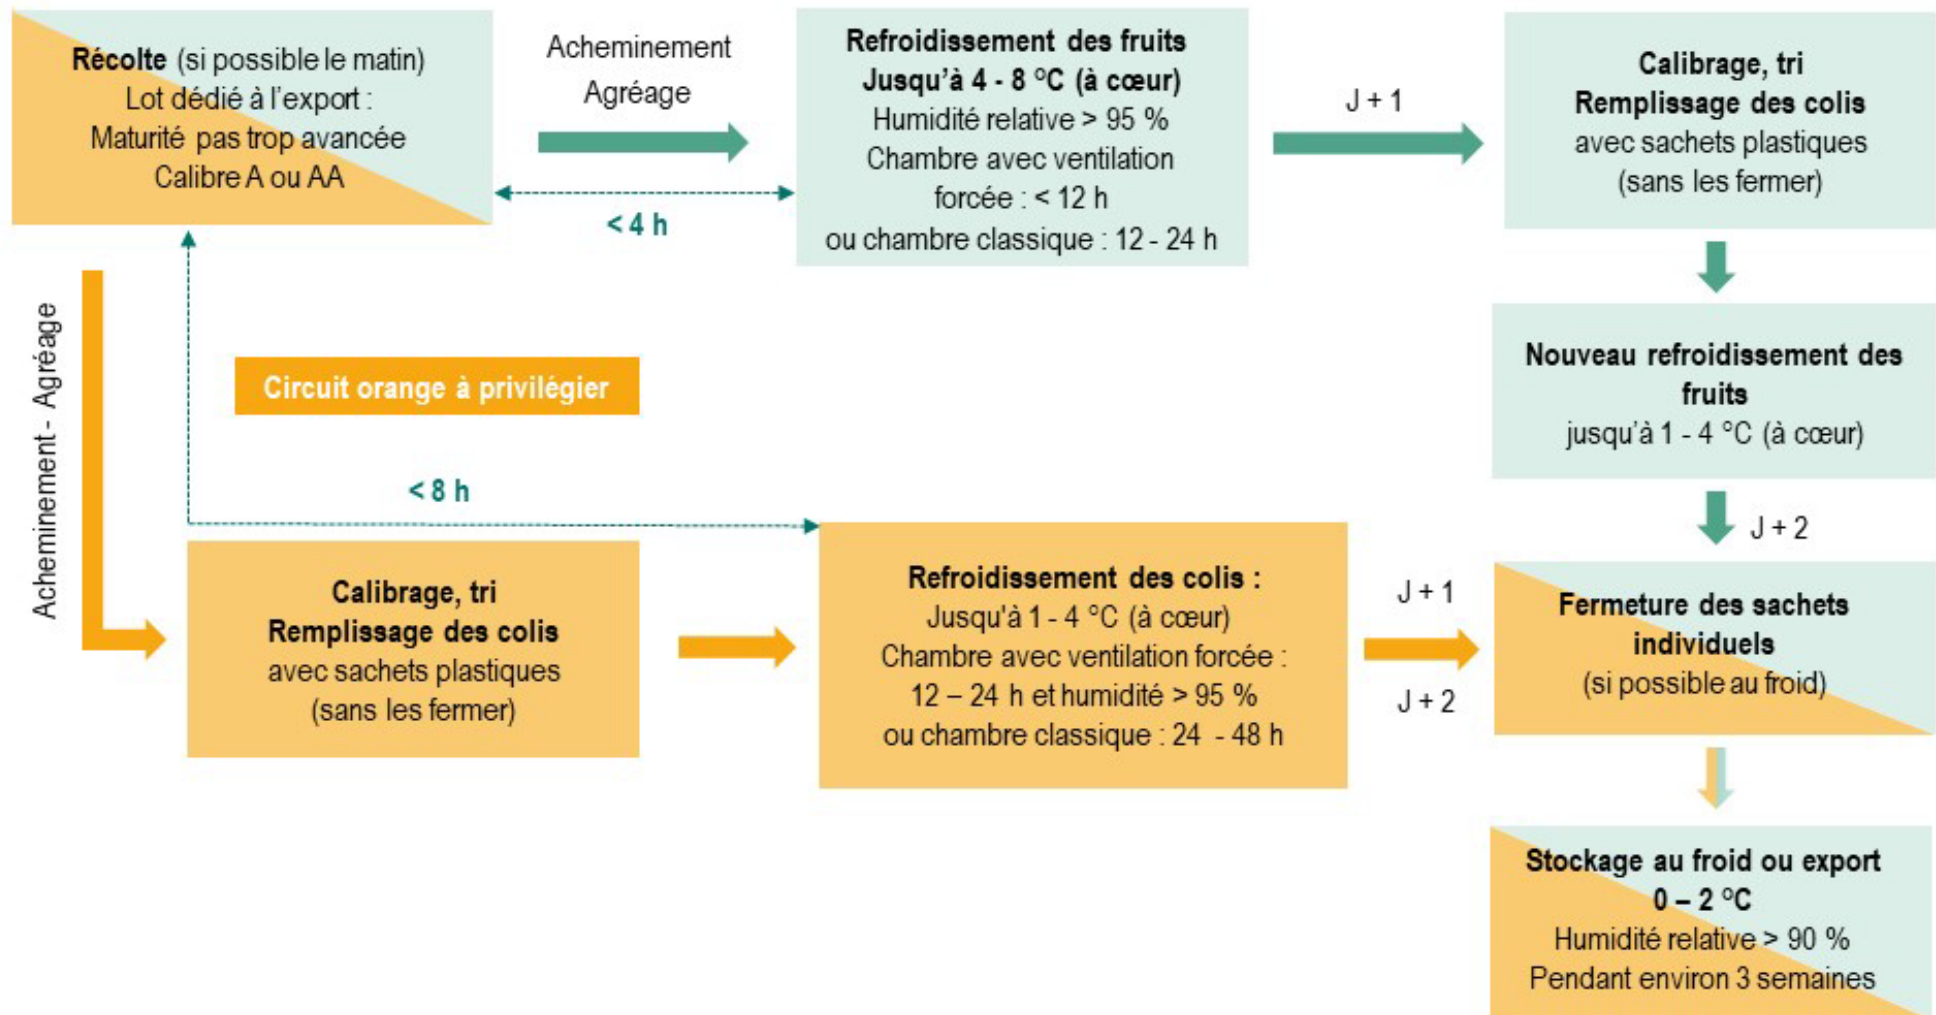 Récolte (si possible le matin)
Lot dédié à l'export :
Maturité pas trop avancée
Calibre A ou AA
Acheminement
Agréage
< 4 h
Refroidissement des fruits
Jusqu'à 4 - 8 °C (à cœur)
Humidité relative > 95 %
Chambre avec ventilation
forcée : < 12 h
ou chambre classique : 12 - 24 h
J + 1
Calibrage, tri
Remplissage des colis
avec sachets plastiques
(sans les fermer)
Nouveau refroidissement des
fruits
jusqu'à 1 - 4 °C (à cœur)
J + 2
Acheminement - Agréage
Circuit orange à privilégier
< 8 h
Calibrage, tri
Remplissage des colis
avec sachets plastiques
(sans les fermer)
Refroidissement des colis :
Jusqu'à 1 - 4 °C (à cœur)
Chambre avec ventilation forcée :
12 – 24 h et humidité > 95 %
ou chambre classique : 24 - 48 h
J + 1
J + 2
Fermeture des sachets
individuels
(si possible au froid)
Stockage au froid ou export
0 – 2 °C
Humidité relative > 90 %
Pendant environ 3 semaines